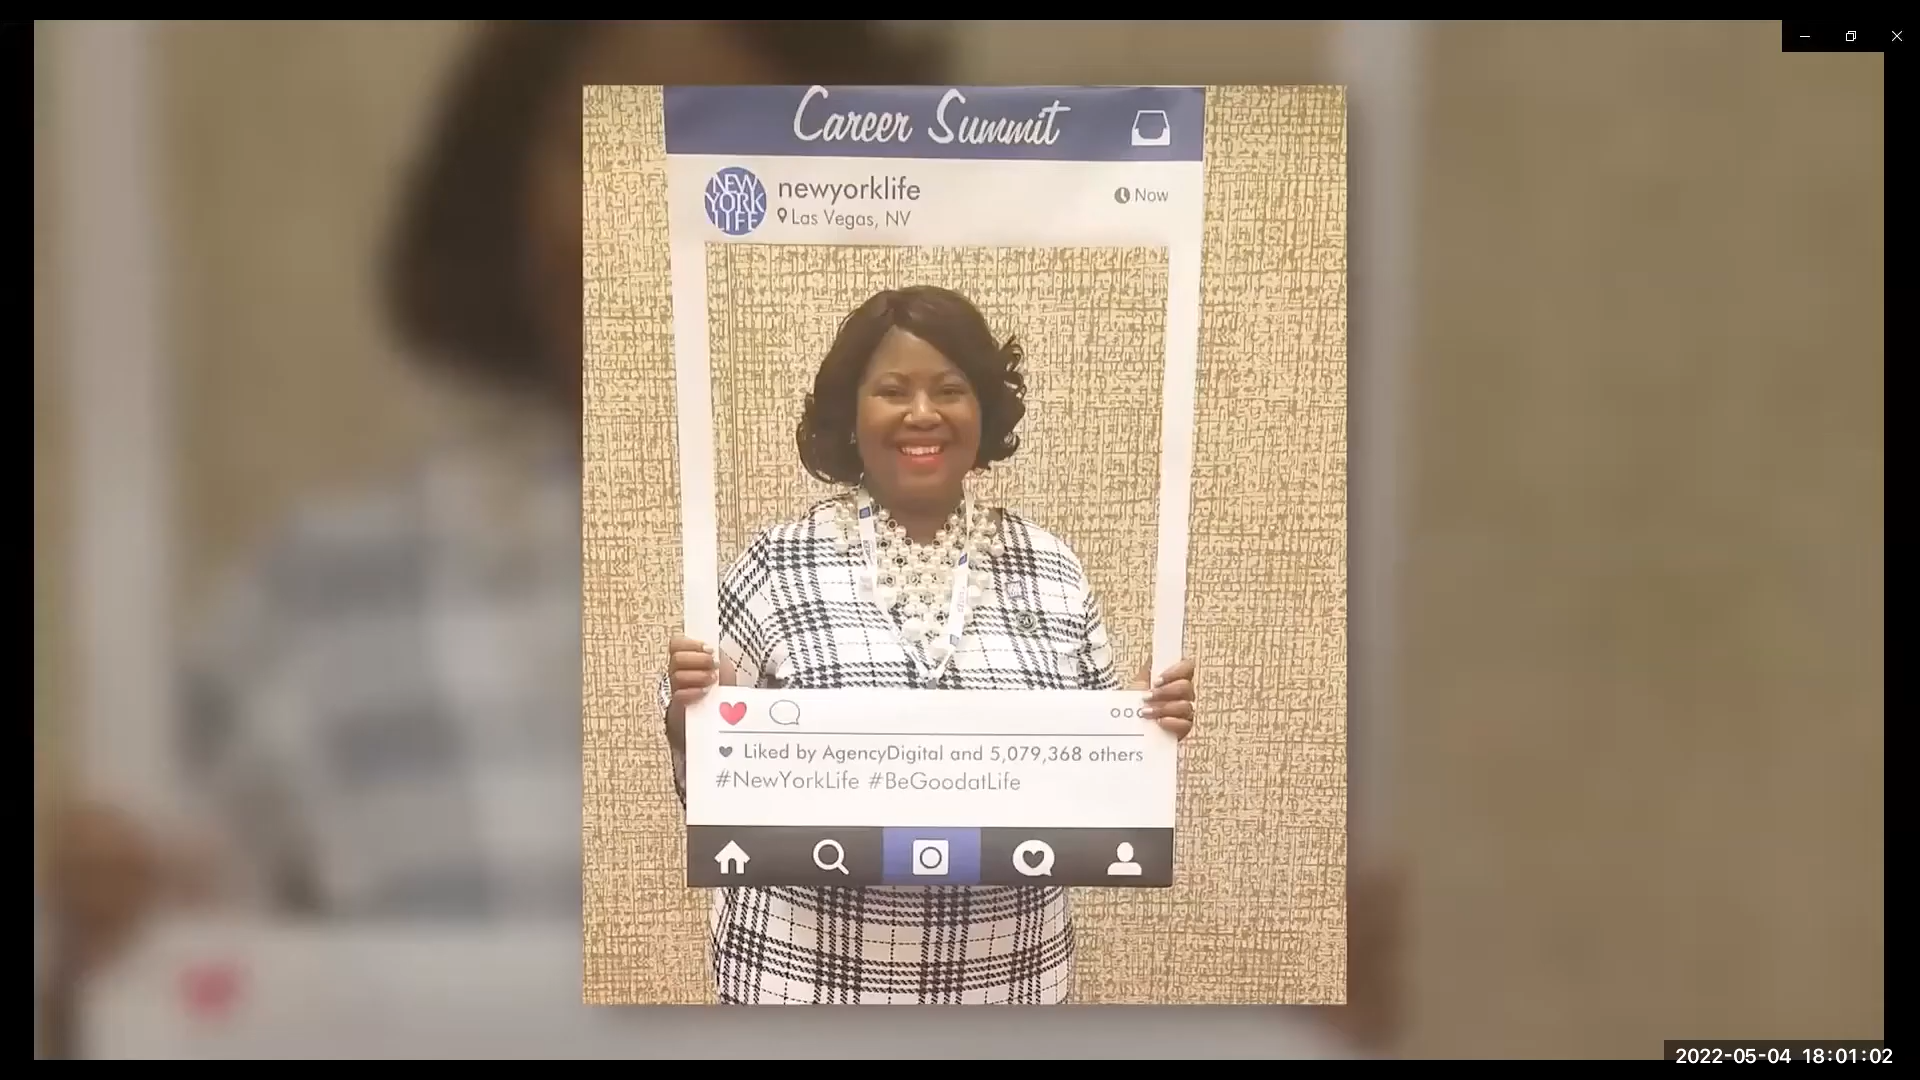 Career Summit
NEW
YORK
LIFE
newyorklife
Now
Las Vegas, NV
Liked by AgencyDigital and 5,079,368 others
#NewYorkLife #BeGoodatLife
2022-05-04 18:01:02